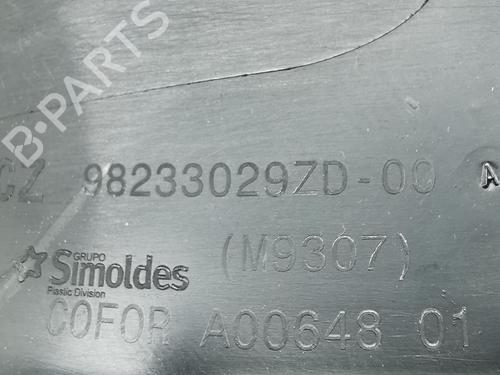 B-PARTS
CZ 98233029ZD-00 A
(M9307)
GRUPO
Simoldes
Plastic Division
COFOR A00648 01